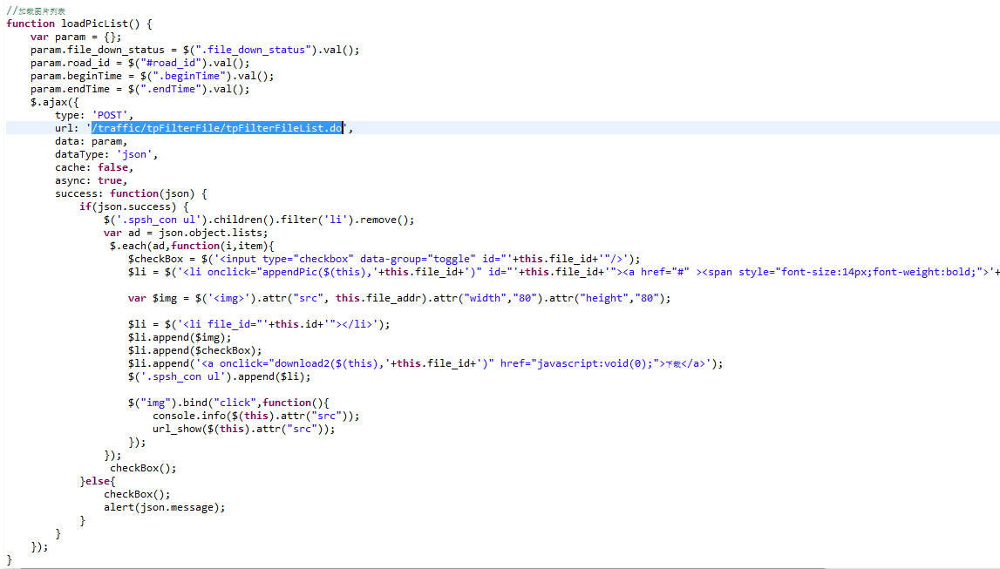 //加载图片列表
function loadPicList() {
    var param = {};
    param.file_down_status = $(".file_down_status").val();
    param.road_id = $("#road_id").val();
    param.beginTime = $(".beginTime").val();
    param.endTime = $(".endTime").val();
    $.ajax({
        type: 'POST',
        url: '/traffic/tpFilterFile/tpFilterFileList.do',
        data: param,
        dataType: 'json',
        cache: false,
        async: true,
        success: function(json) {
            if(json.success) {
                $('.spsh_con ul').children().filter('li').remove();
                var ad = json.object.lists;
                 $.each(ad,function(i,item){
                    $checkBox = $('<input type="checkbox" data-group="toggle" id="'+this.file_id+'"/>');
                    $li = $('<li onclick="appendPic($(this),'+this.file_id+')" id="'+this.file_id+'"><a href="#" ><span style="font-size:14px;font-weight:bold;">'+
                    var $img = $('<img>').attr("src", this.file_addr).attr("width","80").attr("height","80");
                    $li = $('<li file_id="'+this.id+'"></li>');
                    $li.append($img);
                    $li.append($checkBox);
                    $li.append('<a onclick="download2($(this),'+this.file_id+')" href="javascript:void(0);">下载</a>');
                    $('.spsh_con ul').append($li);
                    $("img").bind("click",function(){
                        console.info($(this).attr("src"));
                        url_show($(this).attr("src"));
                    });
                });
                 checkBox();
            }else{
                checkBox();
                alert(json.message);
            }
        }
    });
}